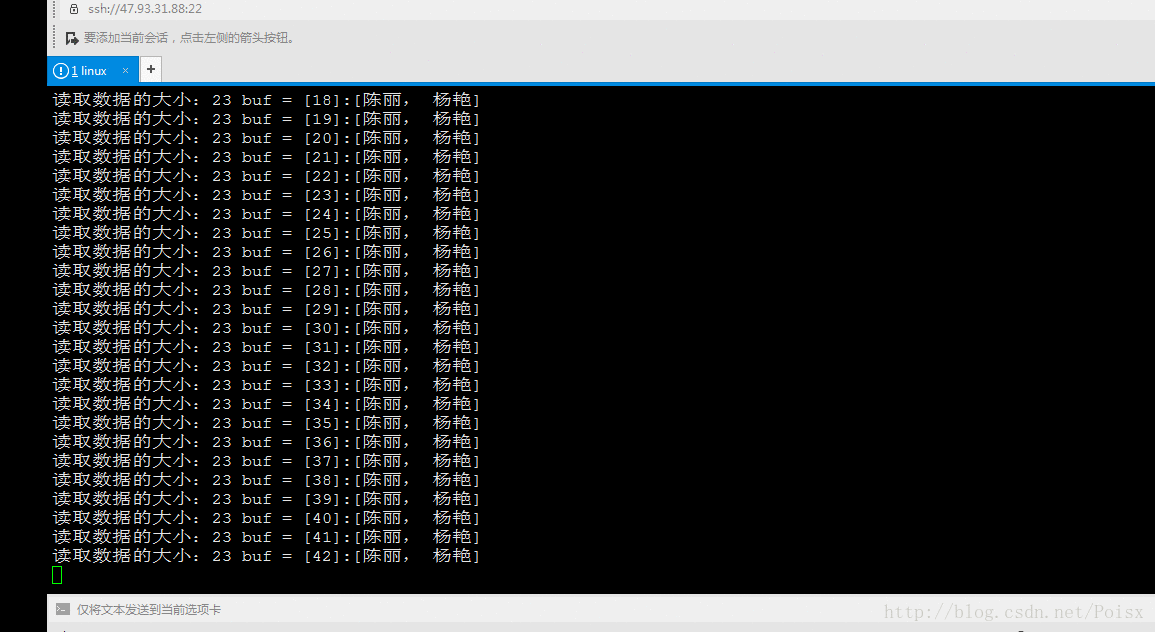 ssh://47.93.31.88:22
要添加当前会话，点击左侧的箭头按钮。
1 linux × +
读取数据的大小: 23 buf = [18]:[陈丽， 杨艳]
读取数据的大小: 23 buf = [19]:[陈丽， 杨艳]
读取数据的大小: 23 buf = [20]:[陈丽， 杨艳]
读取数据的大小: 23 buf = [21]:[陈丽， 杨艳]
读取数据的大小: 23 buf = [22]:[陈丽， 杨艳]
读取数据的大小: 23 buf = [23]:[陈丽， 杨艳]
读取数据的大小: 23 buf = [24]:[陈丽， 杨艳]
读取数据的大小: 23 buf = [25]:[陈丽， 杨艳]
读取数据的大小: 23 buf = [26]:[陈丽， 杨艳]
读取数据的大小: 23 buf = [27]:[陈丽， 杨艳]
读取数据的大小: 23 buf = [28]:[陈丽， 杨艳]
读取数据的大小: 23 buf = [29]:[陈丽， 杨艳]
读取数据的大小: 23 buf = [30]:[陈丽， 杨艳]
读取数据的大小: 23 buf = [31]:[陈丽， 杨艳]
读取数据的大小: 23 buf = [32]:[陈丽， 杨艳]
读取数据的大小: 23 buf = [33]:[陈丽， 杨艳]
读取数据的大小: 23 buf = [34]:[陈丽， 杨艳]
读取数据的大小: 23 buf = [35]:[陈丽， 杨艳]
读取数据的大小: 23 buf = [36]:[陈丽， 杨艳]
读取数据的大小: 23 buf = [37]:[陈丽， 杨艳]
读取数据的大小: 23 buf = [38]:[陈丽， 杨艳]
读取数据的大小: 23 buf = [39]:[陈丽， 杨艳]
读取数据的大小: 23 buf = [40]:[陈丽， 杨艳]
读取数据的大小: 23 buf = [41]:[陈丽， 杨艳]
读取数据的大小: 23 buf = [42]:[陈丽， 杨艳]
仅将文本发送到当前选项卡
http://blog.csdn.net/Poisx